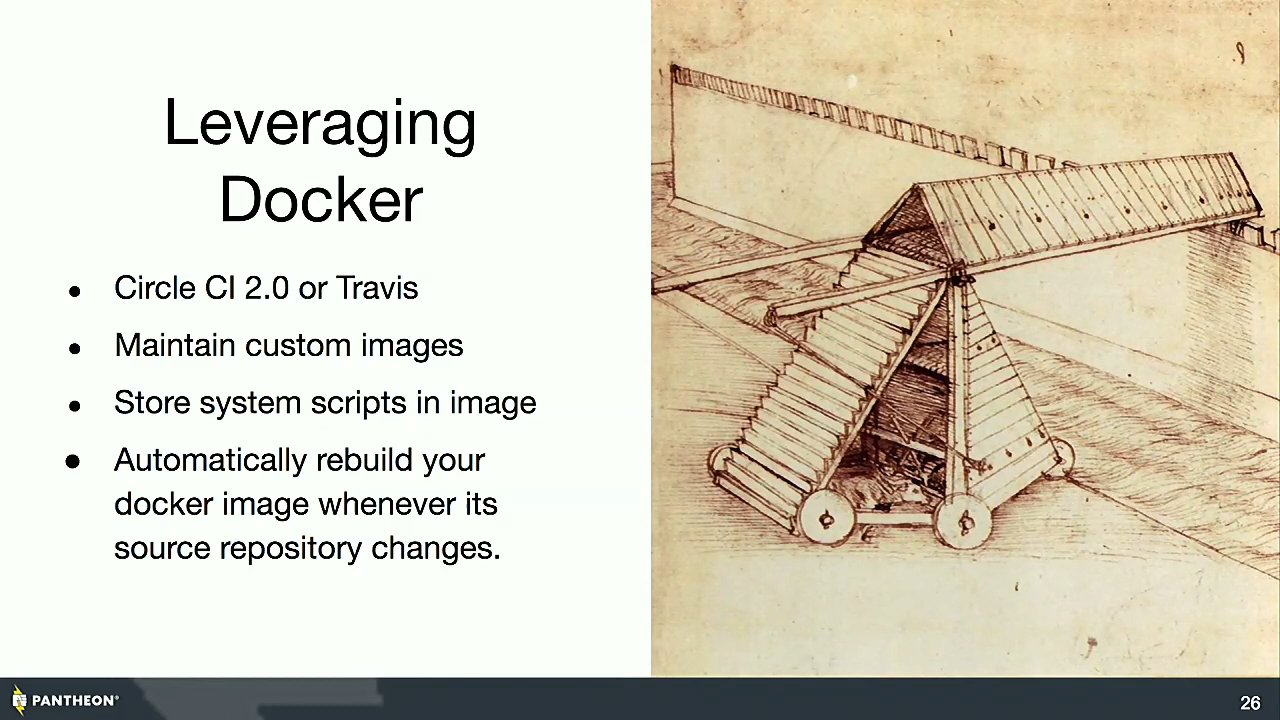 Leveraging
Docker
● Circle CI 2.0 or Travis
● Maintain custom images
● Store system scripts in image
● Automatically rebuild your
docker image whenever its
source repository changes.
PANTHEON®
26